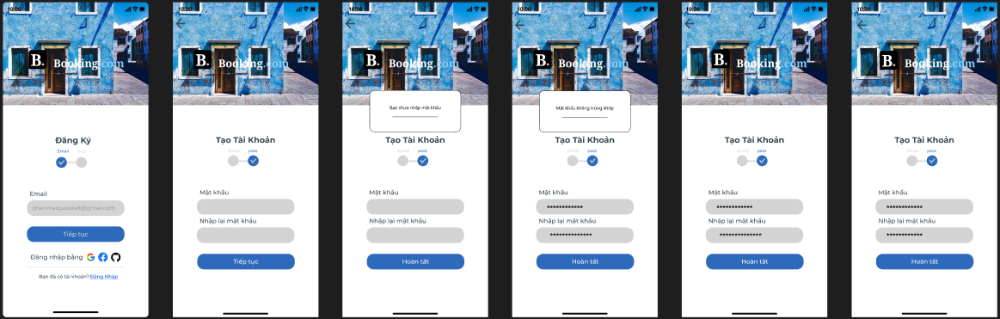 10:00
B. Booking.com
Đăng Ký
Email pass
Email
phanmaiquockiet@gmail.com
Tiếp tục
Đăng nhập bằng
Bạn đã có tài khoản? Đăng Nhập
10:00
B. Booking.com
Tạo Tài Khoản
Email pass
Mật khẩu
Nhập lại mật khẩu
Tiếp tục
10:00
B. Booking.com
Bạn chưa nhập mật khẩu
Tạo Tài Khoản
Email pass
Mật khẩu
Nhập lại mật khẩu
Hoàn tất
10:00
B. Booking.com
Mật khẩu không trùng khớp
Tạo Tài Khoản
Email pass
Mật khẩu
************
Nhập lại mật khẩu
**************
Hoàn tất
10:00
B. Booking.com
Tạo Tài Khoản
Email pass
Mật khẩu
************
Nhập lại mật khẩu
**************
Hoàn tất
10:00
B. Booking.com
Tạo Tài Khoản
Email pass
Mật khẩu
************
Nhập lại mật khẩu
************
Hoàn tất